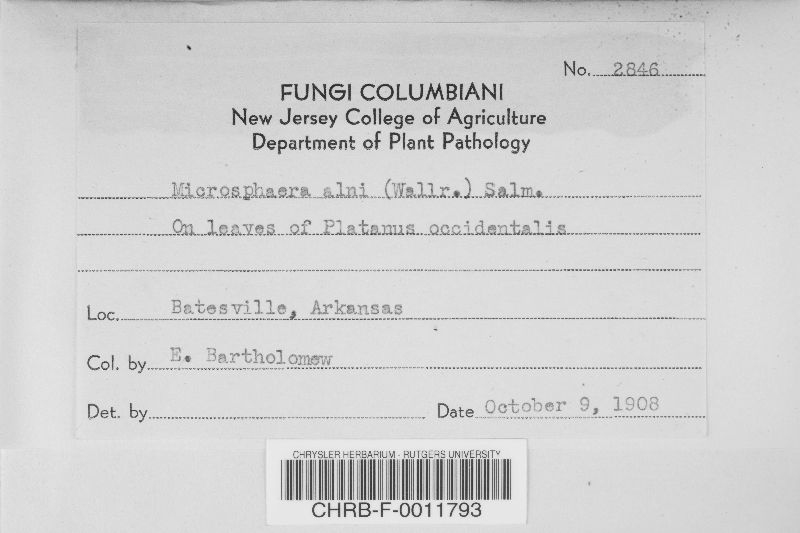 No. 2846
FUNGI COLUMBIANI
New Jersey College of Agriculture
Department of Plant Pathology
Microsphaera alni (Wallr.) Salm.
On leaves of Platanus occidentalis
Loc. Batesville, Arkansas
Col. by E. Bartholomew
Det. by Date October 9, 1908
CHRYSLER HERBARIUM - RUTGERS UNIVERSITY
CHRB-F-0011793